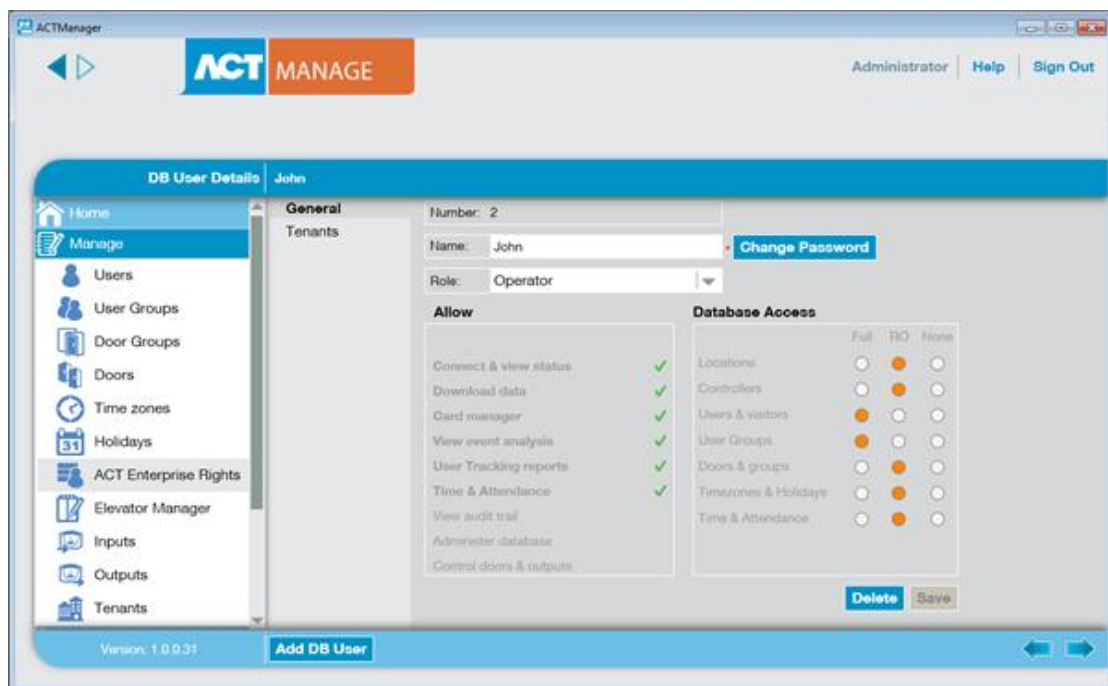 ACTManager
ACT MANAGE
Administrator Help Sign Out
DB User Details John
Home
Manage
Users
User Groups
Door Groups
Doors
Time zones
31 Holidays
ACT Enterprise Rights
Elevator Manager
Inputs
Outputs
Tenants
General
Tenants
Number: 2
Name: John * Change Password
Role: Operator
Allow
Connect & view status
Download data
Card manager
View event analysis
User Tracking reports
Time & Attendance
View audit trail
Administer database
Control doors & outputs
Database Access
Full RO None
Locations
Controllers
Users & visitors
User Groups
Doors & groups
Timezones & Holidays
Time & Attendance
Delete Save
Version: 1.0.0.31 Add DB User